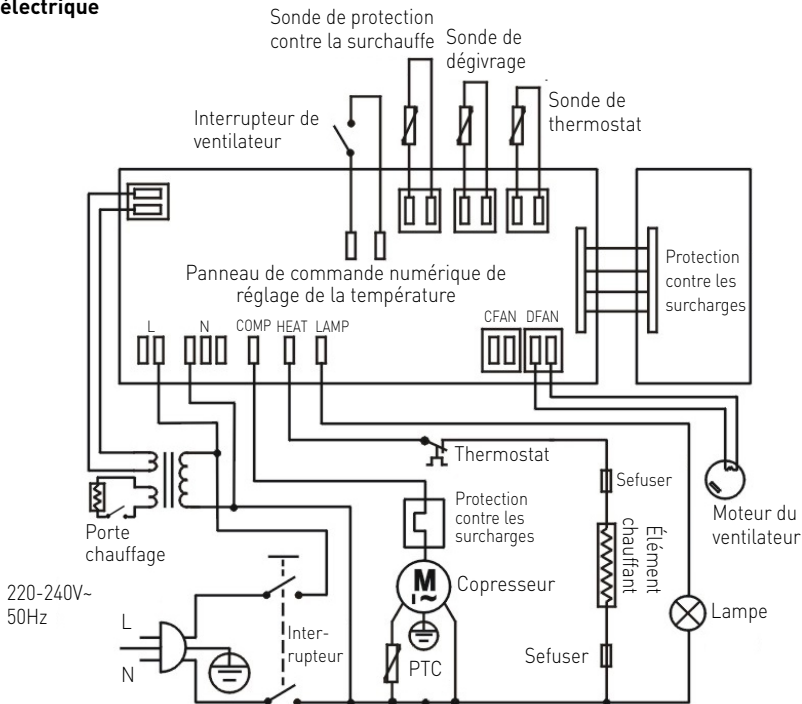 électrique
Sonde de protection
contre la surchauffe
Sonde de
dégivrage
Sonde de
thermostat
Interrupteur de
ventilateur
Panneau de commande numérique de
réglage de la température
Protection
contre les
surcharges
L
N
COMP
HEAT
LAMP
CFAN
DFAN
Thermostat
Sefuser
Protection
contre les
surcharges
Élément
chauffant
Moteur du
ventilateur
Porte
chauffage
M
1~
Copresseur
Lampe
220-240V~
50Hz
L
N
Inter-
rupteur
PTC
Sefuser